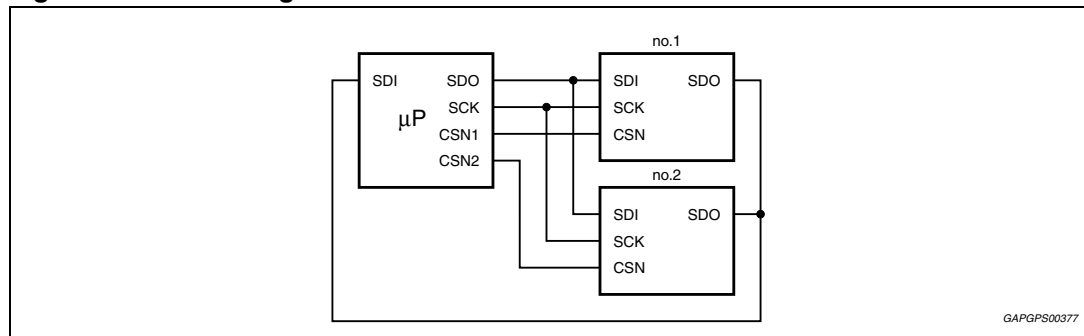 no.1
SDI SDO
SCK
μP
CSN1
CSN2
SDI SDO
SCK
CSN
no.2
SDI SDO
SCK
CSN
GAPGPS00377